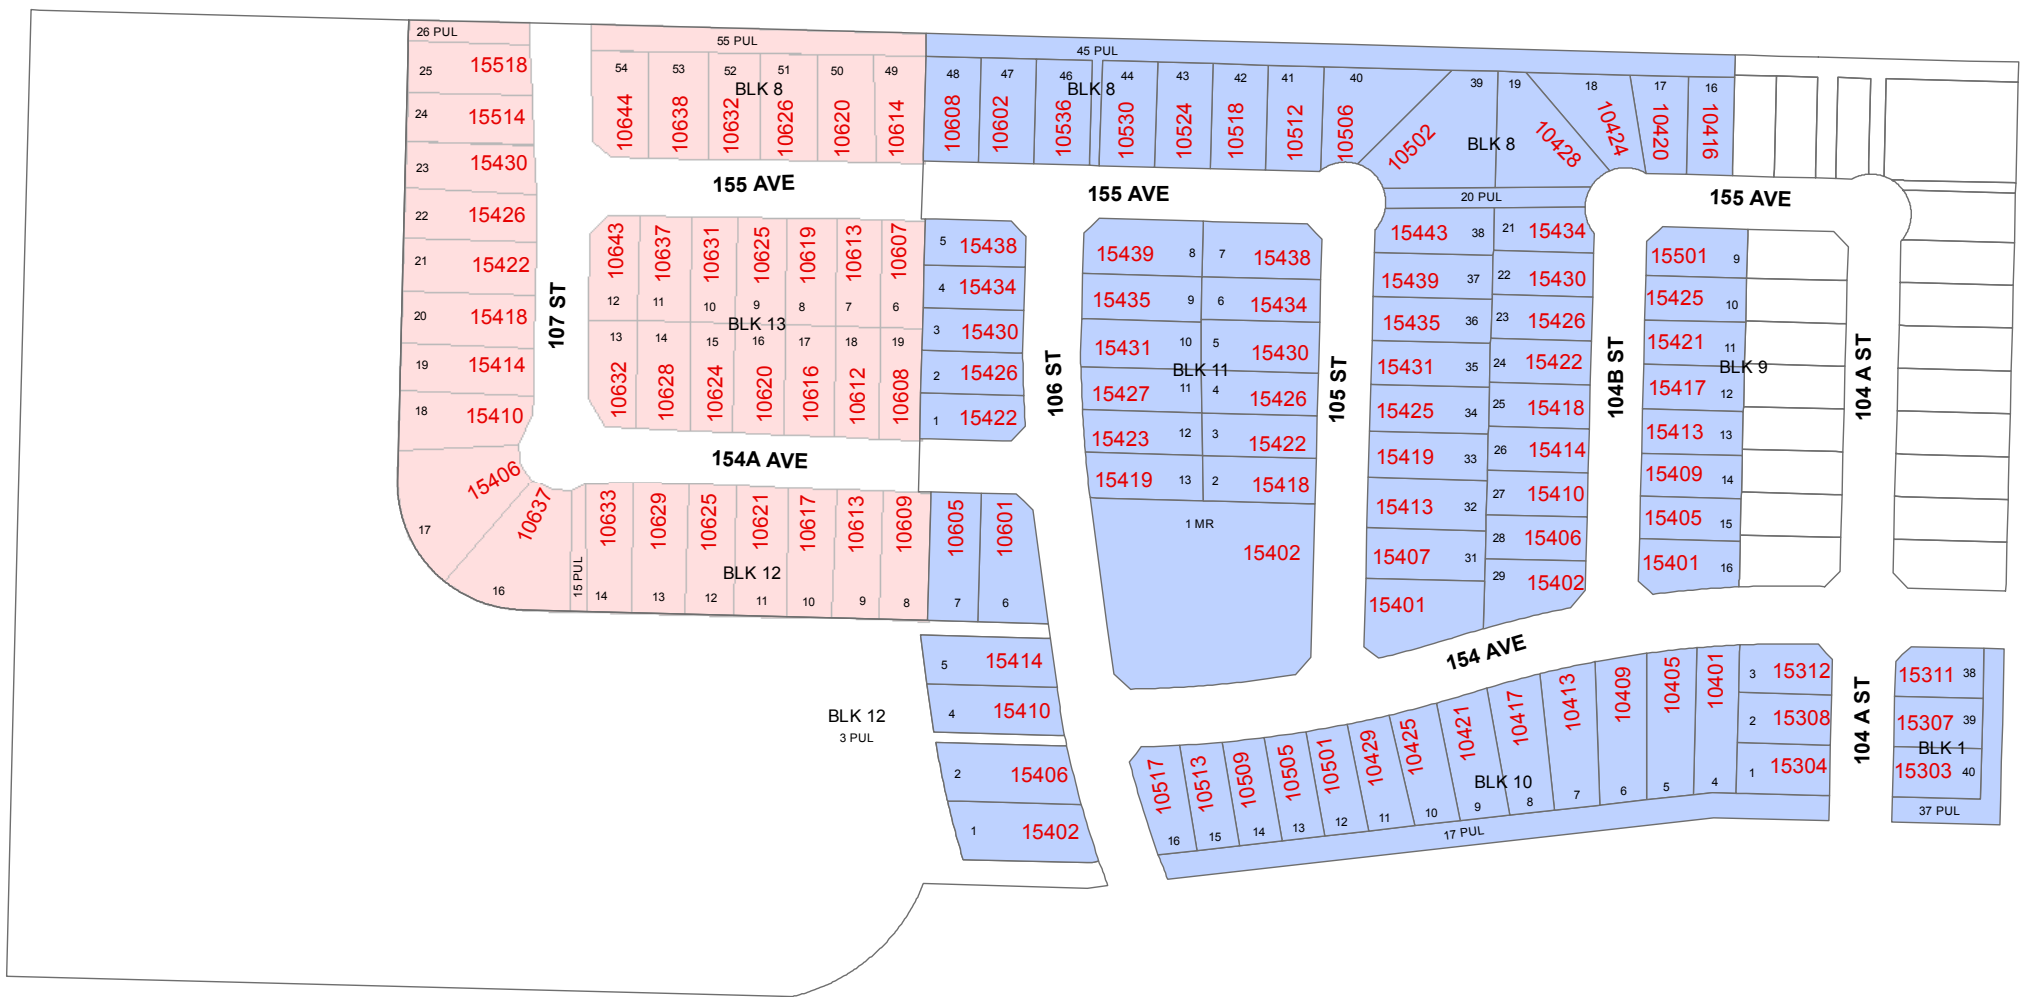 26 PUL
25 15518
24 15514
23 15430
22 15426
21 15422
20 15418
19 15414
18 15410
17 15406
16 10637
15 PUL
107 ST
55 PUL
54 53 52 51 50 49
BLK 8
10644 10638 10632 10626 10620 10614
155 AVE
10643 10637 10631 10625 10619 10613 10607
12 11 10 9 8 7 6
BLK 13
13 14 15 16 17 18 19
10632 10628 10624 10620 10616 10612 10608
154A AVE
10633 10629 10625 10621 10617 10613 10609 10605 10601
BLK 12
14 13 12 11 10 9 8 7 6
45 PUL
48 47 46 44 43 42 41 40 39 19 18 17 16
BLK 8
10608 10602 10536 10530 10524 10518 10512 10506 10502 10428 10424 10420 10416
BLK 8
155 AVE
20 PUL
155 AVE
5 15438
4 15434
3 15430
2 15426
1 15422
106 ST
15439 8 7 15438
15435 9 6 15434
15431 10 5 15430
BLK 11
15427 11 4 15426
15423 12 3 15422
15419 13 2 15418
1 MR
15402
105 ST
15443 38 21 15434
15439 37 22 15430
15435 36 23 15426
15431 35 24 15422
15425 34 25 15418
15419 33 26 15414
15413 32 27 15410
15407 31 28 15406
15401 29 15402
104B ST
15501 9
15425 10
15421 11
BLK 9
15417 12
15413 13
15409 14
15405 15
15401 16
104 A ST
154 AVE
5 15414
4 15410
BLK 12
3 PUL
2 15406
1 15402
10517 10513 10509 10505 10501 10429 10425 10421 10417 10413 10409 10405 10401
BLK 10
16 15 14 13 12 11 10 9 8 7 6 5 4
17 PUL
3 15312
2 15308
1 15304
104 A ST
15311 38
15307 39
BLK 1
15303 40
37 PUL